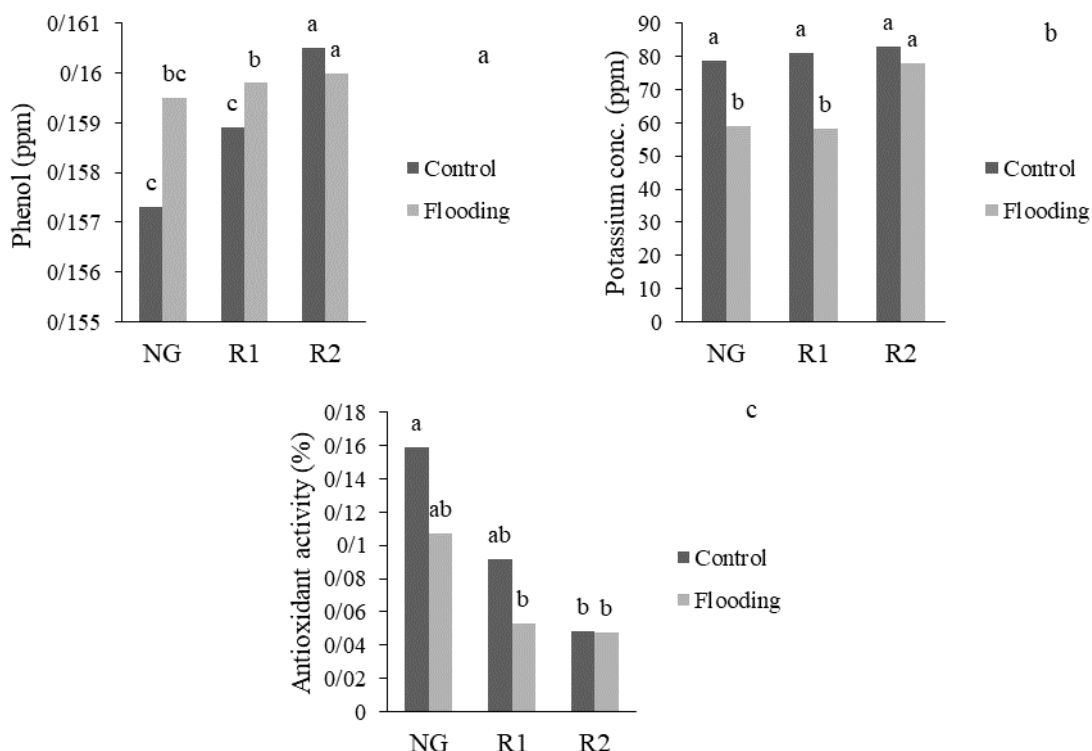 Phenol (ppm)
0/161
0/16
0/159
0/158
0/157
0/156
0/155
c
bc
c
b
a
a
NG
R1
R2
a
Control
Flooding
Potassium conc. (ppm)
90
80
70
60
50
40
30
20
10
0
a
b
a
b
a
a
NG
R1
R2
b
Control
Flooding
Antioxidant activity (%)
0/18
0/16
0/14
0/12
0/1
0/08
0/06
0/04
0/02
0
a
ab
ab
b
b
b
NG
R1
R2
c
Control
Flooding